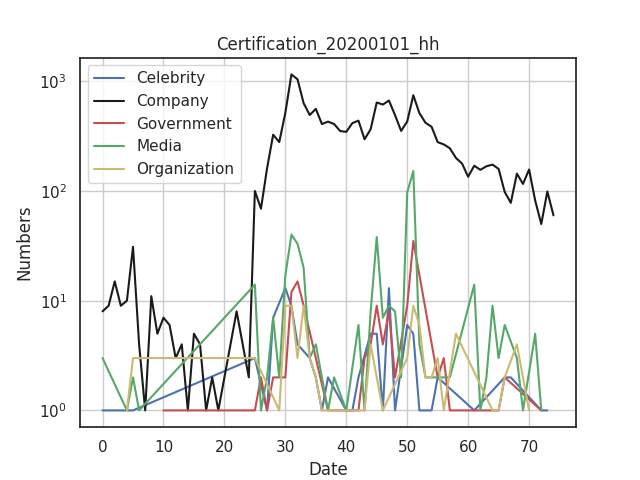 Certification_20200101_hh
Celebrity
Company
Government
Media
Organization
10³
10²
10¹
10⁰
Numbers
0 10 20 30 40 50 60 70
Date